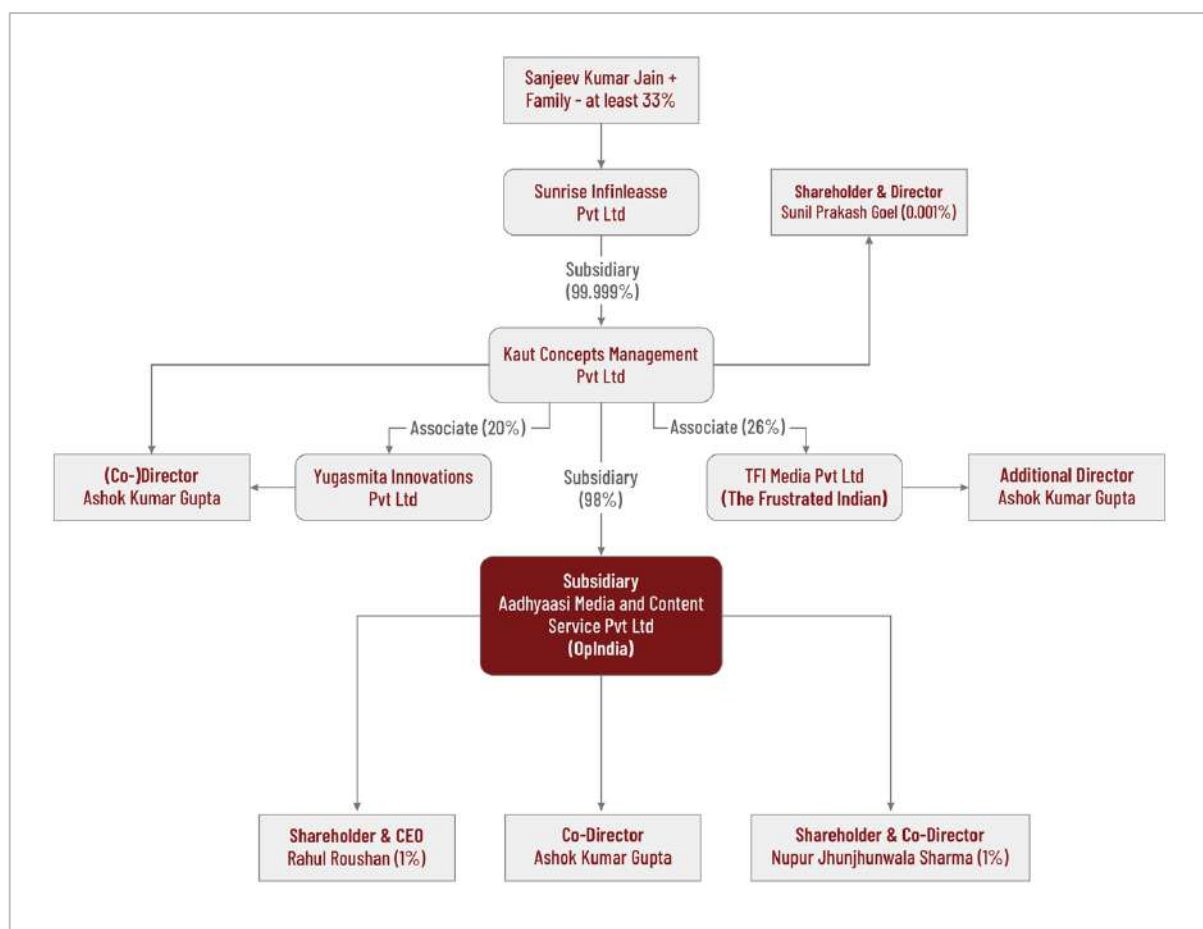 Sanjeev Kumar Jain +
Family - at least 33%
Sunrise Infinleasse
Pvt Ltd
Shareholder & Director
Sunil Prakash Goel (0.001%)
Subsidiary
(99.999%)
Kaut Concepts Management
Pvt Ltd
Associate (20%)
Associate (26%)
(Co-)Director
Ashok Kumar Gupta
Yugasmita Innovations
Pvt Ltd
Subsidiary
(98%)
TFI Media Pvt Ltd
(The Frustrated Indian)
Additional Director
Ashok Kumar Gupta
Subsidiary
Aadhyaasi Media and Content
Service Pvt Ltd
(OpIndia)
Shareholder & CEO
Rahul Roushan (1%)
Co-Director
Ashok Kumar Gupta
Shareholder & Co-Director
Nupur Jhunjhunwala Sharma (1%)